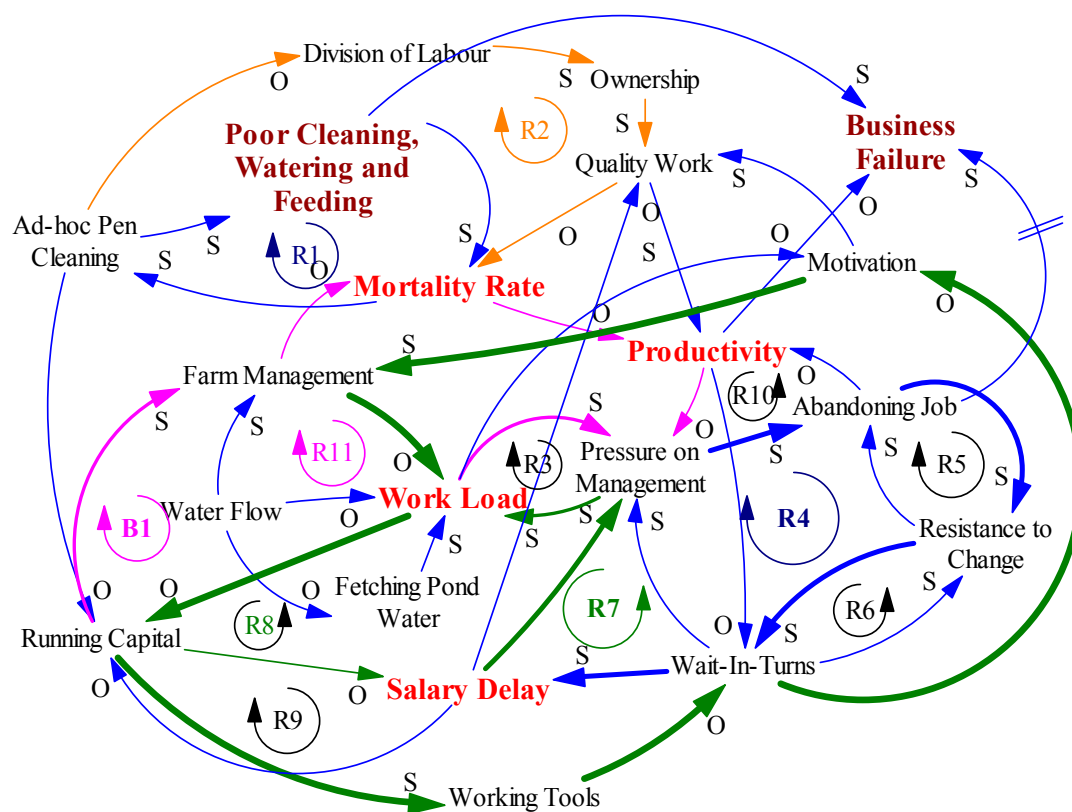 Division of Labour
O
S
Ownership
S
Business
Failure
Poor Cleaning,
Watering and
Feeding
R2
S
Quality Work
S
S
O
O
Ad-hoc Pen
Cleaning
S
S
R1
O
S
O
S
O
Motivation
Mortality Rate
O
O
S
Productivity
Farm Management
S
S
R11
O
S
R3
O
Pressure on
Management
R10
O
S
Abandoning Job
S
R5
S
Work Load
Water Flow
O
B1
S
S
S
R4
Resistance to
Change
O
O
O
O
Fetching Pond
Water
S
R8
R7
R6
S
S
O
Running Capital
O
O
Salary Delay
S
Wait-In-Turns
R9
O
S
Working Tools